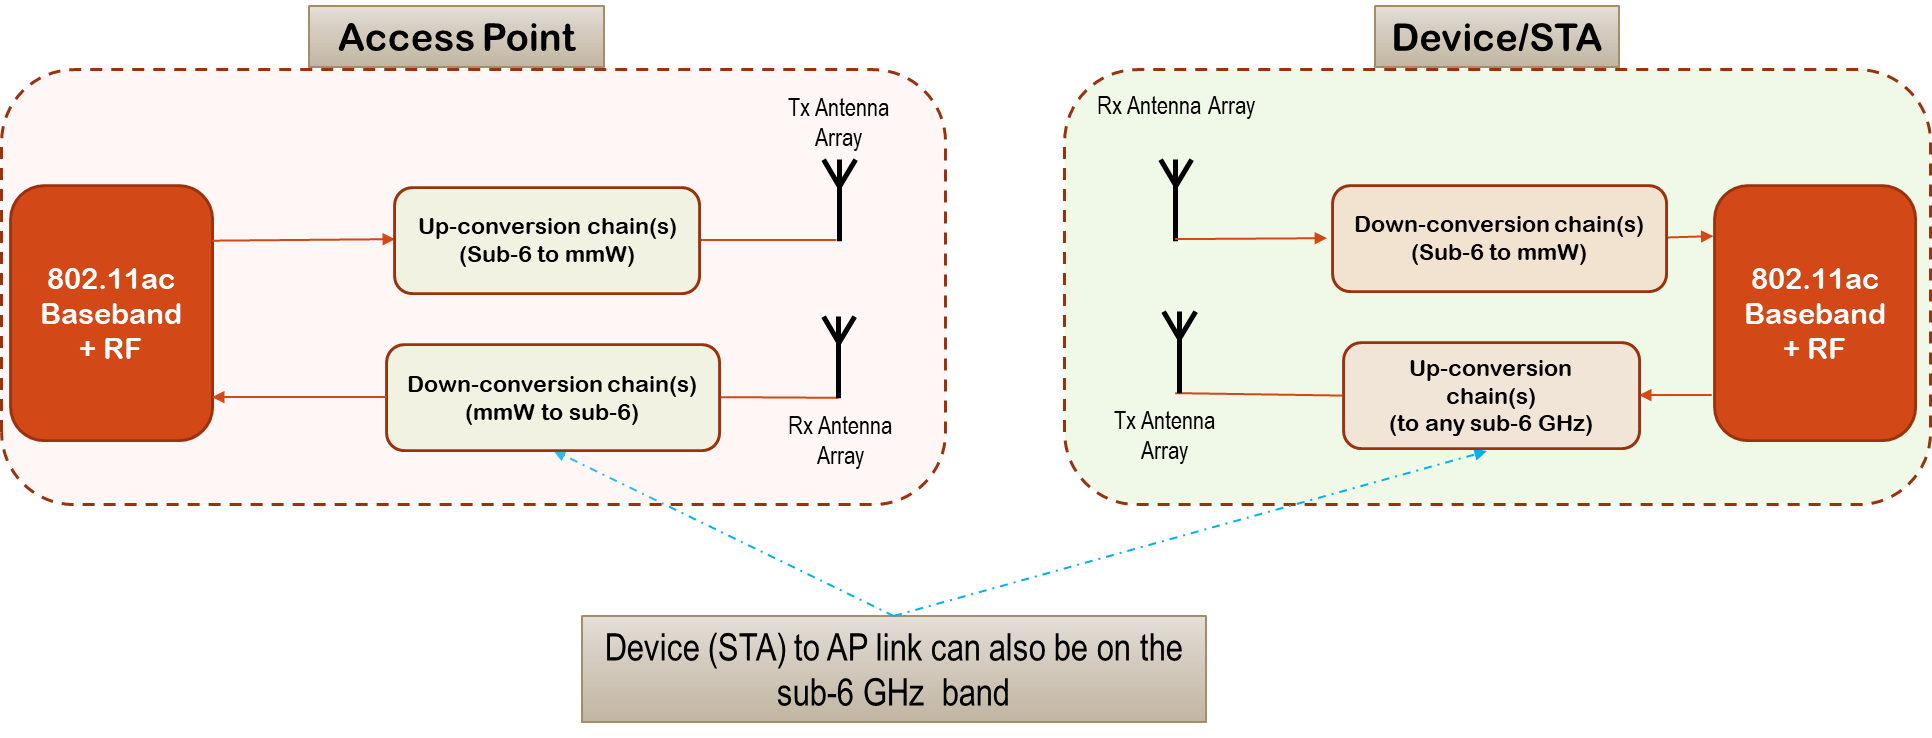 Access Point
Tx Antenna
Array
802.11ac
Baseband
+ RF
Up-conversion chain(s)
(Sub-6 to mmW)
Down-conversion chain(s)
(mmW to sub-6)
Rx Antenna
Array
Device/STA
Rx Antenna Array
Down-conversion chain(s)
(Sub-6 to mmW)
802.11ac
Baseband
+ RF
Up-conversion
chain(s)
(to any sub-6 GHz)
Tx Antenna
Array
Device (STA) to AP link can also be on the
sub-6 GHz band